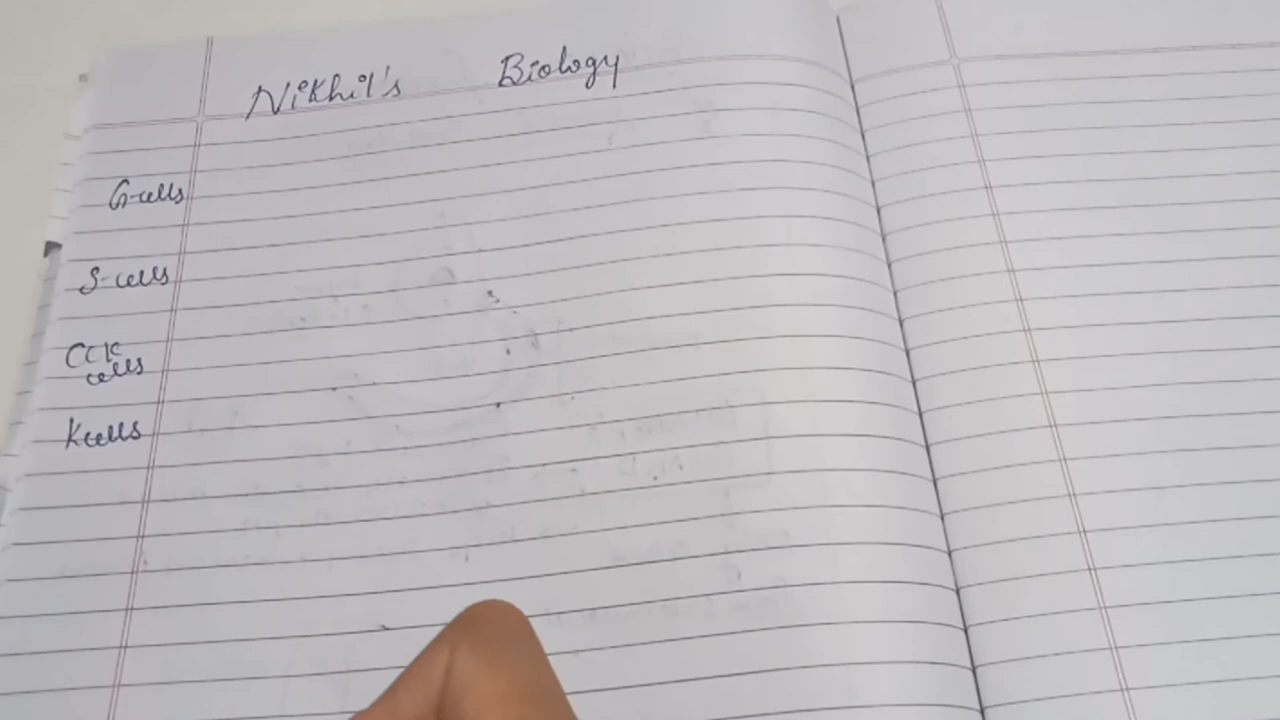 Nikhil's Biology
G-cells
S-cells
CCK
cells
K cells